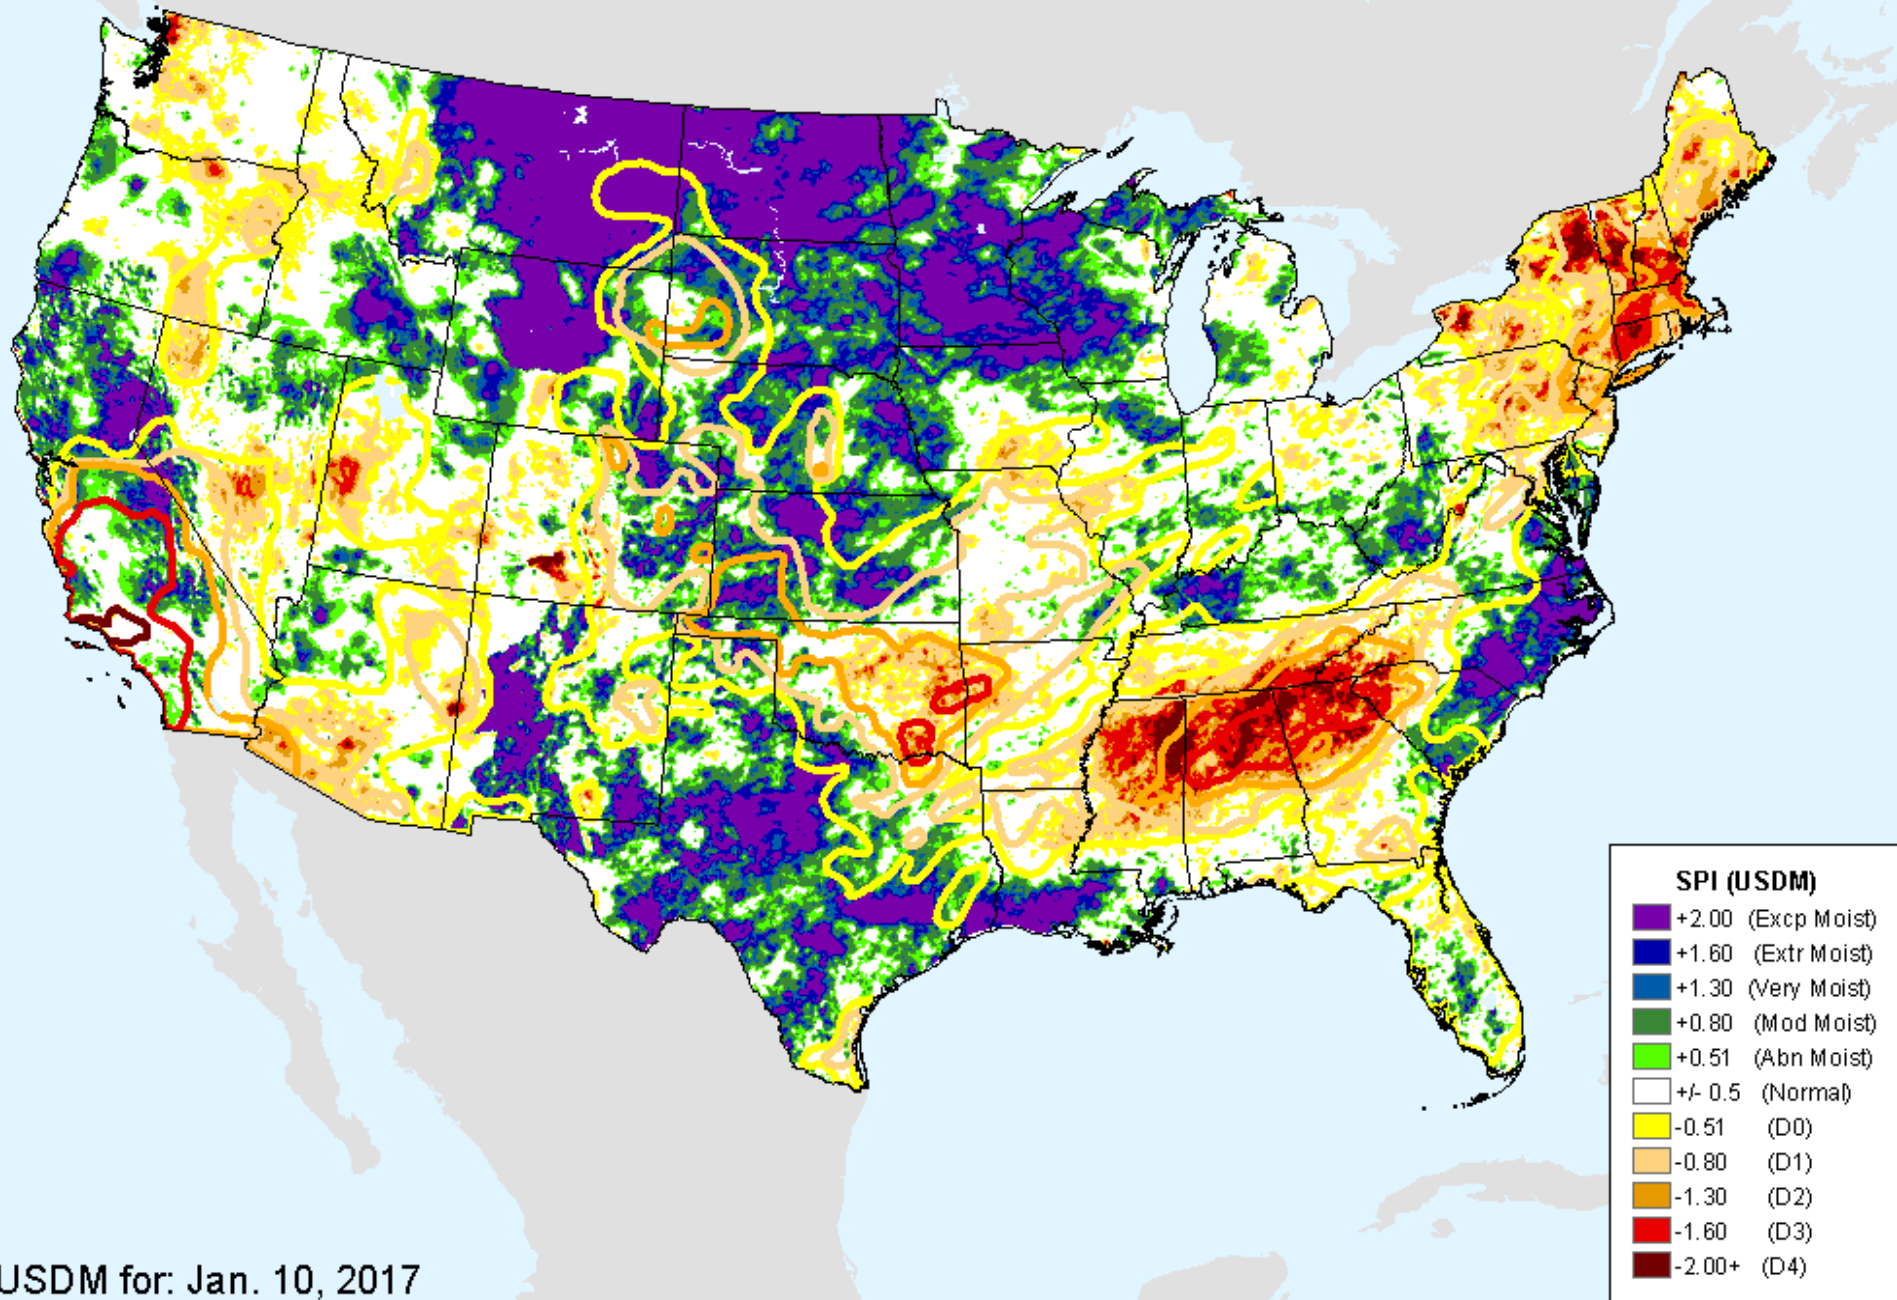 SPI (USDM)
+2.00 (Excp Moist)
+1.60 (Extr Moist)
+1.30 (Very Moist)
+0.80 (Mod Moist)
+0.51 (Abn Moist)
+/- 0.5 (Normal)
-0.51 (D0)
-0.80 (D1)
-1.30 (D2)
-1.60 (D3)
-2.00+ (D4)
USDM for: Jan. 10, 2017